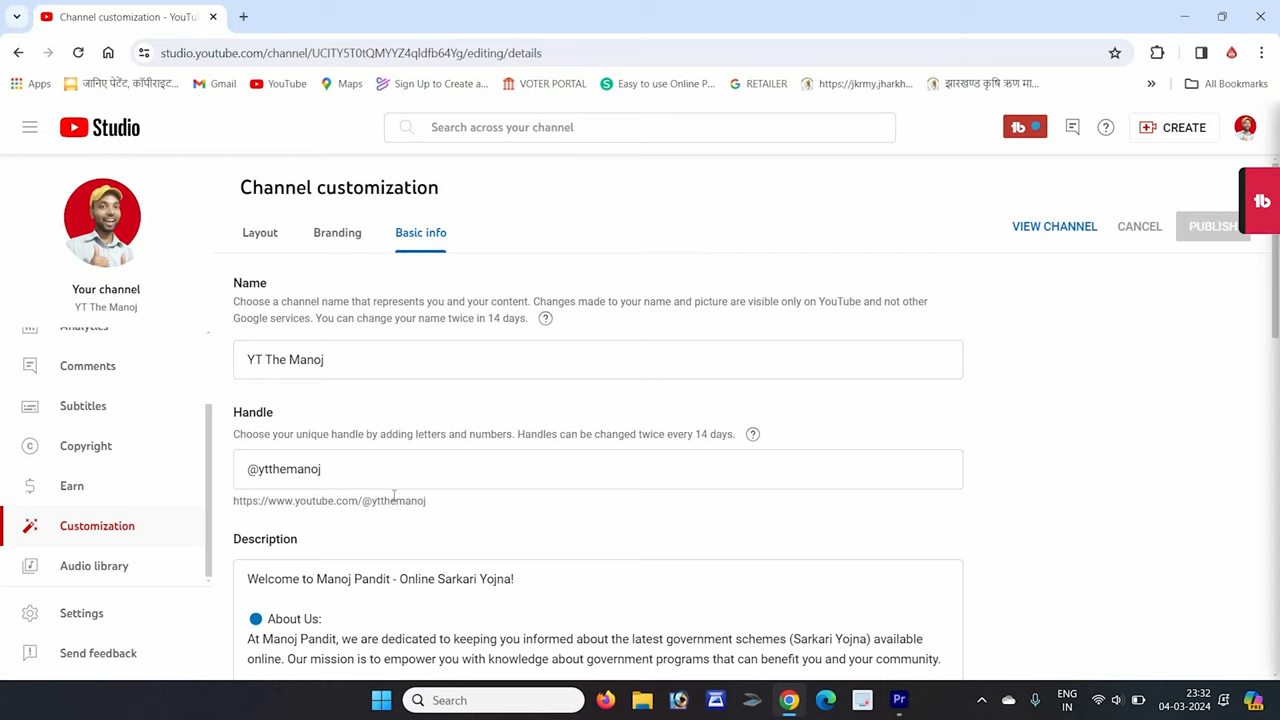 Channel customization - YouTu
studio.youtube.com/channel/UCITY5T0tQMYYZ4qldfb64Yg/editing/details
Apps
जानिए पेटेंट, कॉपीराइट...
Gmail
YouTube
Maps
Sign Up to Create a...
VOTER PORTAL
Easy to use Online P...
RETAILER
https://jkrmy.jharkh...
झारखण्ड कृषि ऋण मा...
All Bookmarks
Studio
Search across your channel
CREATE
Channel customization
Layout
Branding
Basic info
VIEW CHANNEL
CANCEL
PUBLISH
Your channel
YT The Manoj
Analytics
Comments
Subtitles
Copyright
Earn
Customization
Audio library
Settings
Send feedback
Name
Choose a channel name that represents you and your content. Changes made to your name and picture are visible only on YouTube and not other
Google services. You can change your name twice in 14 days.
YT The Manoj
Handle
Choose your unique handle by adding letters and numbers. Handles can be changed twice every 14 days.
@ytthemanoj
https://www.youtube.com/@ytthemanoj
Description
Welcome to Manoj Pandit - Online Sarkari Yojna!
About Us:
At Manoj Pandit, we are dedicated to keeping you informed about the latest government schemes (Sarkari Yojna) available
online. Our mission is to empower you with knowledge about government programs that can benefit you and your community.
Search
ENG
IN
23:32
04-03-2024